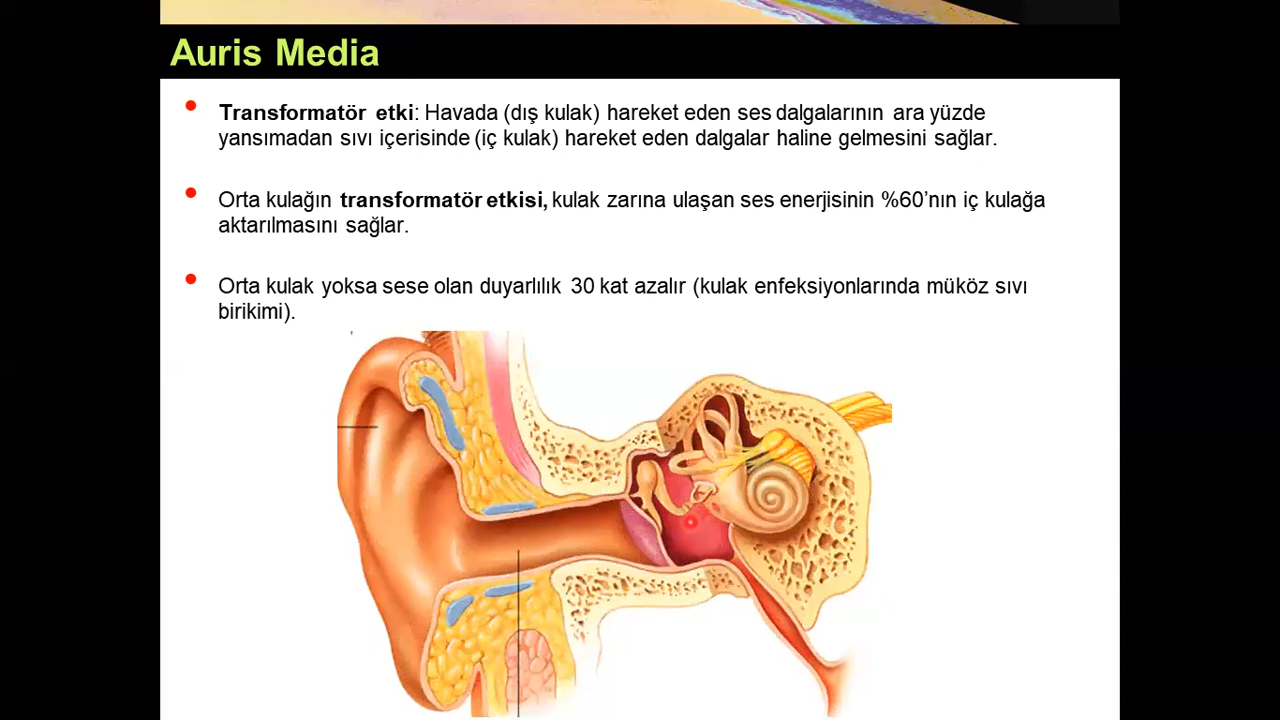 Auris Media
Transformatör etki: Havada (dış kulak) hareket eden ses dalgalarının ara yüzde
yansımadan sıvı içerisinde (iç kulak) hareket eden dalgalar haline gelmesini sağlar.
Orta kulağın transformatör etkisi, kulak zarına ulaşan ses enerjisinin %60’nın iç kulağa
aktarılmasını sağlar.
Orta kulak yoksa sese olan duyarlılık 30 kat azalır (kulak enfeksiyonlarında müköz sıvı
birikimi).